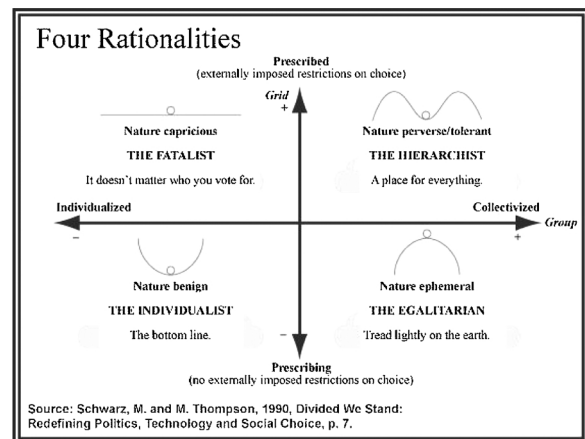 Four Rationalities
Prescribed
(externally imposed restrictions on choice)
Grid
+
Nature capricious
THE FATALIST
It doesn't matter who you vote for.
Nature perverse/tolerant
THE HIERARCHIST
A place for everything.
Individualized
Collectivized
Group
−
+
Nature benign
THE INDIVIDUALIST
The bottom line.
Nature ephemeral
THE EGALITARIAN
Tread lightly on the earth.
−
Prescribing
(no externally imposed restrictions on choice)
Source: Schwarz, M. and M. Thompson, 1990, Divided We Stand:
Redefining Politics, Technology and Social Choice, p. 7.